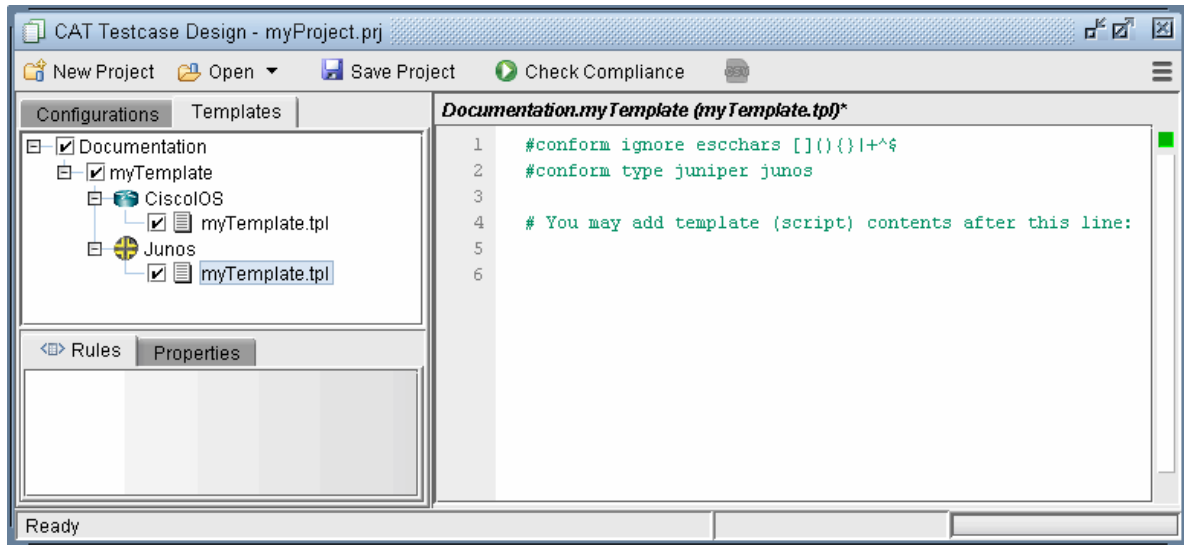 CAT Testcase Design - myProject.prj
New Project Open Save Project Check Compliance
Configurations Templates
Documentation
myTemplate
CiscoIOS
myTemplate.tpl
Junos
myTemplate.tpl
Rules Properties
Documentation.myTemplate (myTemplate.tpl)*
1 #conform ignore escchars [](){}|+^$
2 #conform type juniper junos
3
4 # You may add template (script) contents after this line:
5
6
Ready